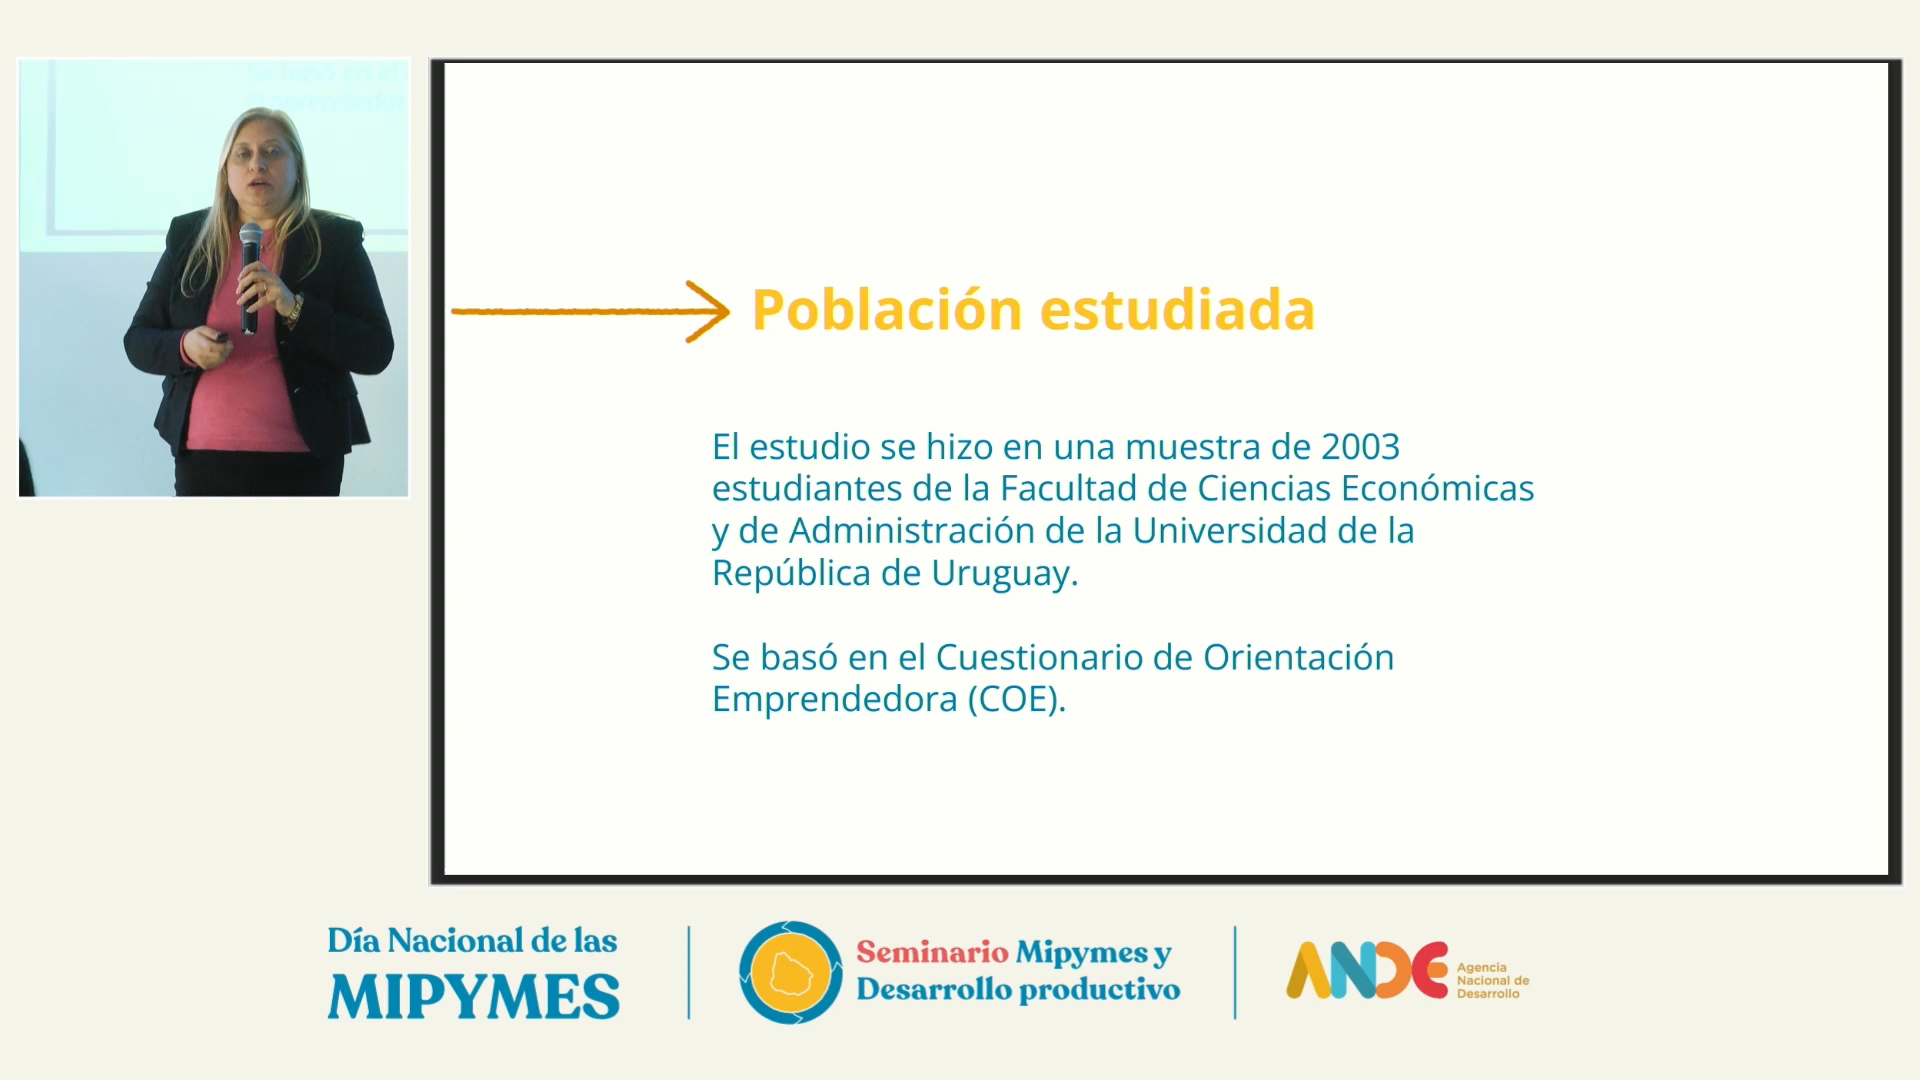 Población estudiada
El estudio se hizo en una muestra de 2003
estudiantes de la Facultad de Ciencias Económicas
y de Administración de la Universidad de la
República de Uruguay.
Se basó en el Cuestionario de Orientación
Emprendedora (COE).
Día Nacional de las
MIPYMES
Seminario Mipymes y
Desarrollo productivo
ANDE
Agencia
Nacional de
Desarrollo